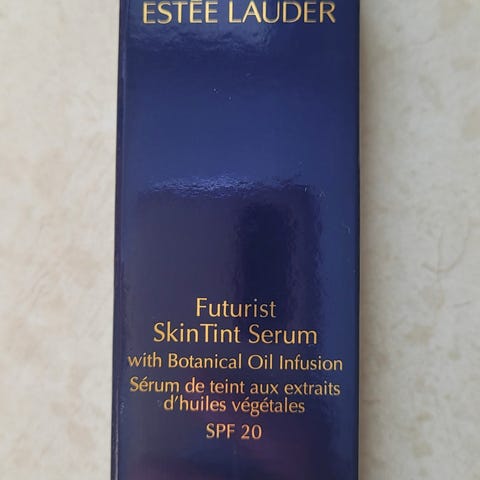 ESTĒE LAUDER
Futurist
SkinTint Serum
with Botanical Oil Infusion
Sérum de teint aux extraits
d'huiles végétales
SPF 20